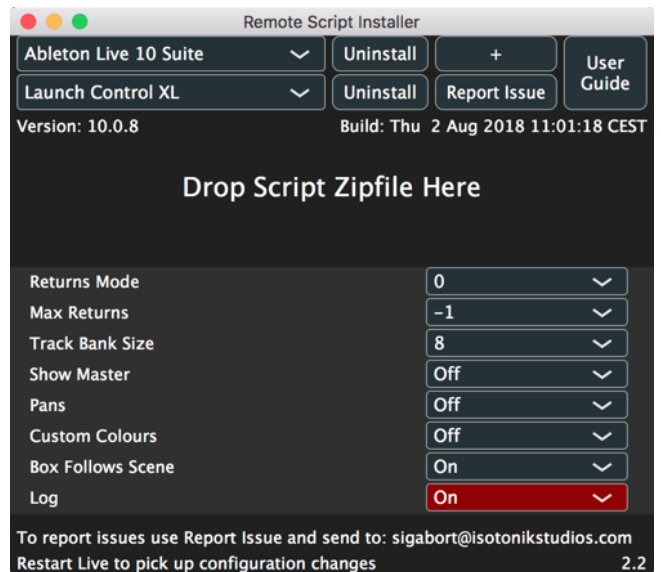 Remote Script Installer
Ableton Live 10 Suite Uninstall + User Guide
Launch Control XL Uninstall Report Issue
Version: 10.0.8 Build: Thu 2 Aug 2018 11:01:18 CEST
Drop Script Zipfile Here
Returns Mode 0
Max Returns -1
Track Bank Size 8
Show Master Off
Pans Off
Custom Colours Off
Box Follows Scene On
Log On
To report issues use Report Issue and send to: sigabort@isotonikstudios.com
Restart Live to pick up configuration changes 2.2